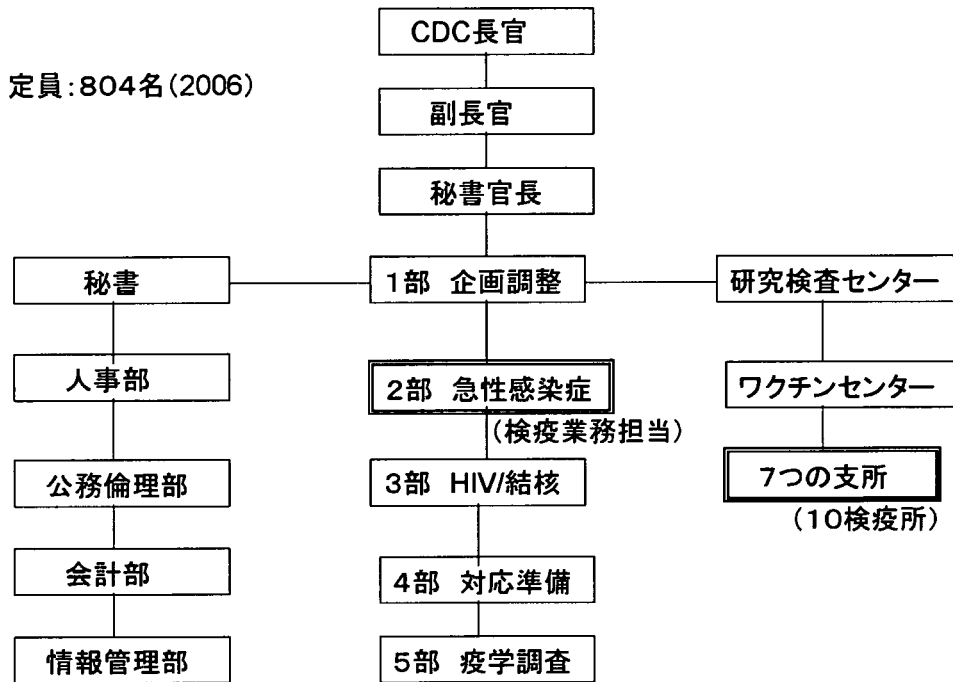 CDC長官
定員:804名(2006)
副長官
秘書官長
秘書
1部 企画調整
研究検査センター
人事部
2部 急性感染症
ワクチンセンター
(検疫業務担当)
公務倫理部
3部 HIV/結核
7つの支所
(10検疫所)
会計部
4部 対応準備
情報管理部
5部 疫学調査